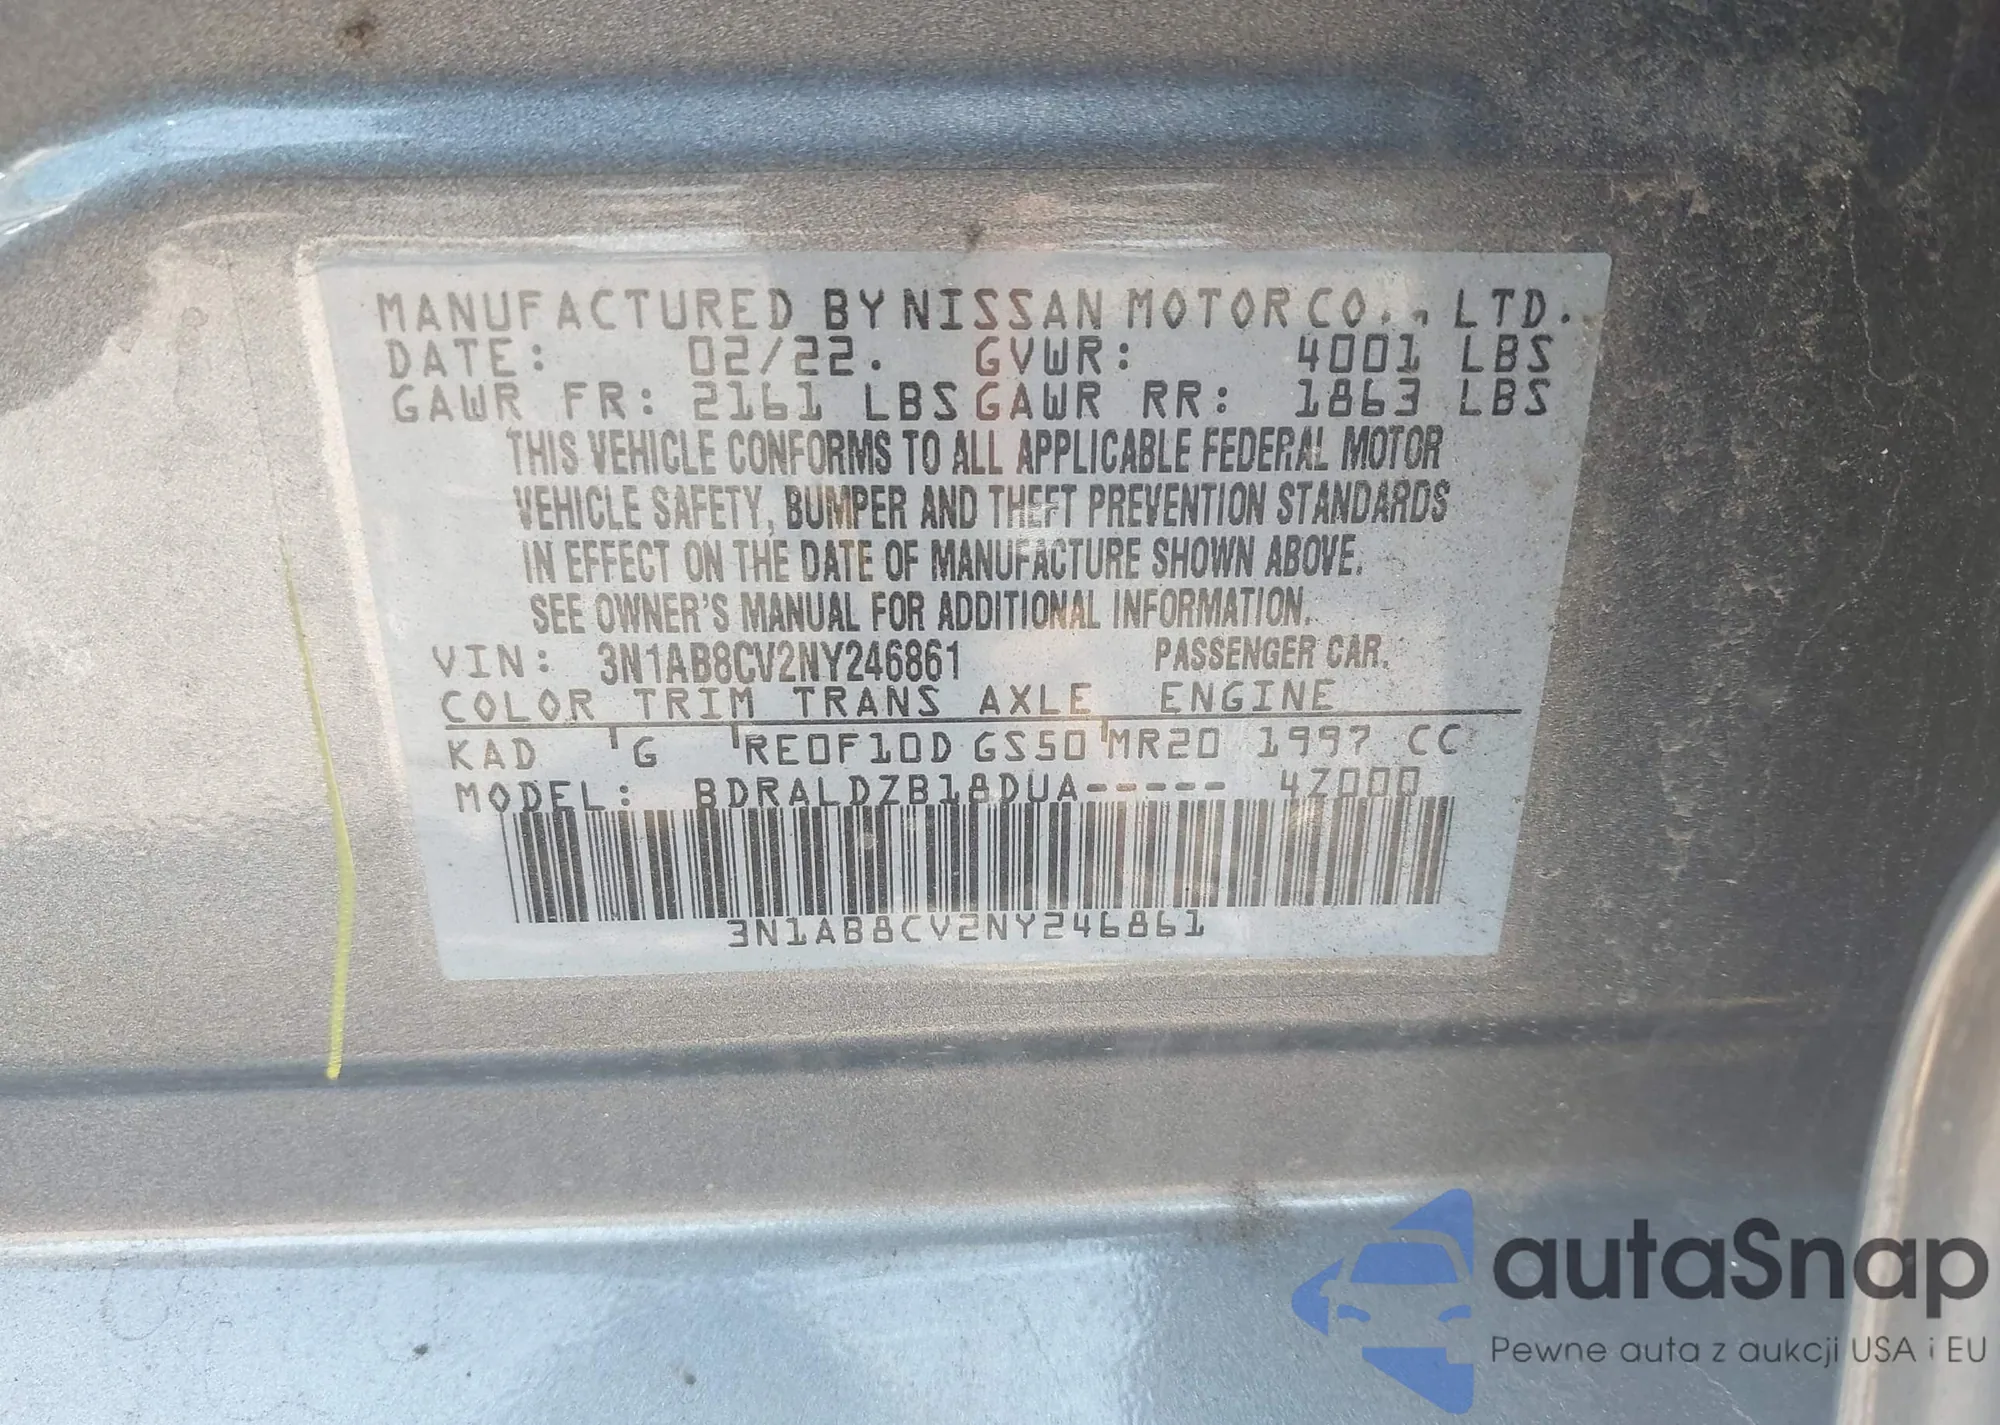 MANUFACTURED BY NISSAN MOTOR CO., LTD.
DATE: 02/22. GVWR: 4001 LBS
GAWR FR: 2161 LBS GAWR RR: 1863 LBS
THIS VEHICLE CONFORMS TO ALL APPLICABLE FEDERAL MOTOR
VEHICLE SAFETY, BUMPER AND THEFT PREVENTION STANDARDS
IN EFFECT ON THE DATE OF MANUFACTURE SHOWN ABOVE.
SEE OWNER'S MANUAL FOR ADDITIONAL INFORMATION.
VIN: 3N1AB8CV2NY246861 PASSENGER CAR.
COLOR TRIM TRANS AXLE ENGINE
KAD G RE0F10D GS50 MR20 1997 CC
MODEL: BDRALDZB18DUA----- 4Z000
3N1AB8CV2NY246861
autaSnap
Pewne auta z aukcji USA i EU